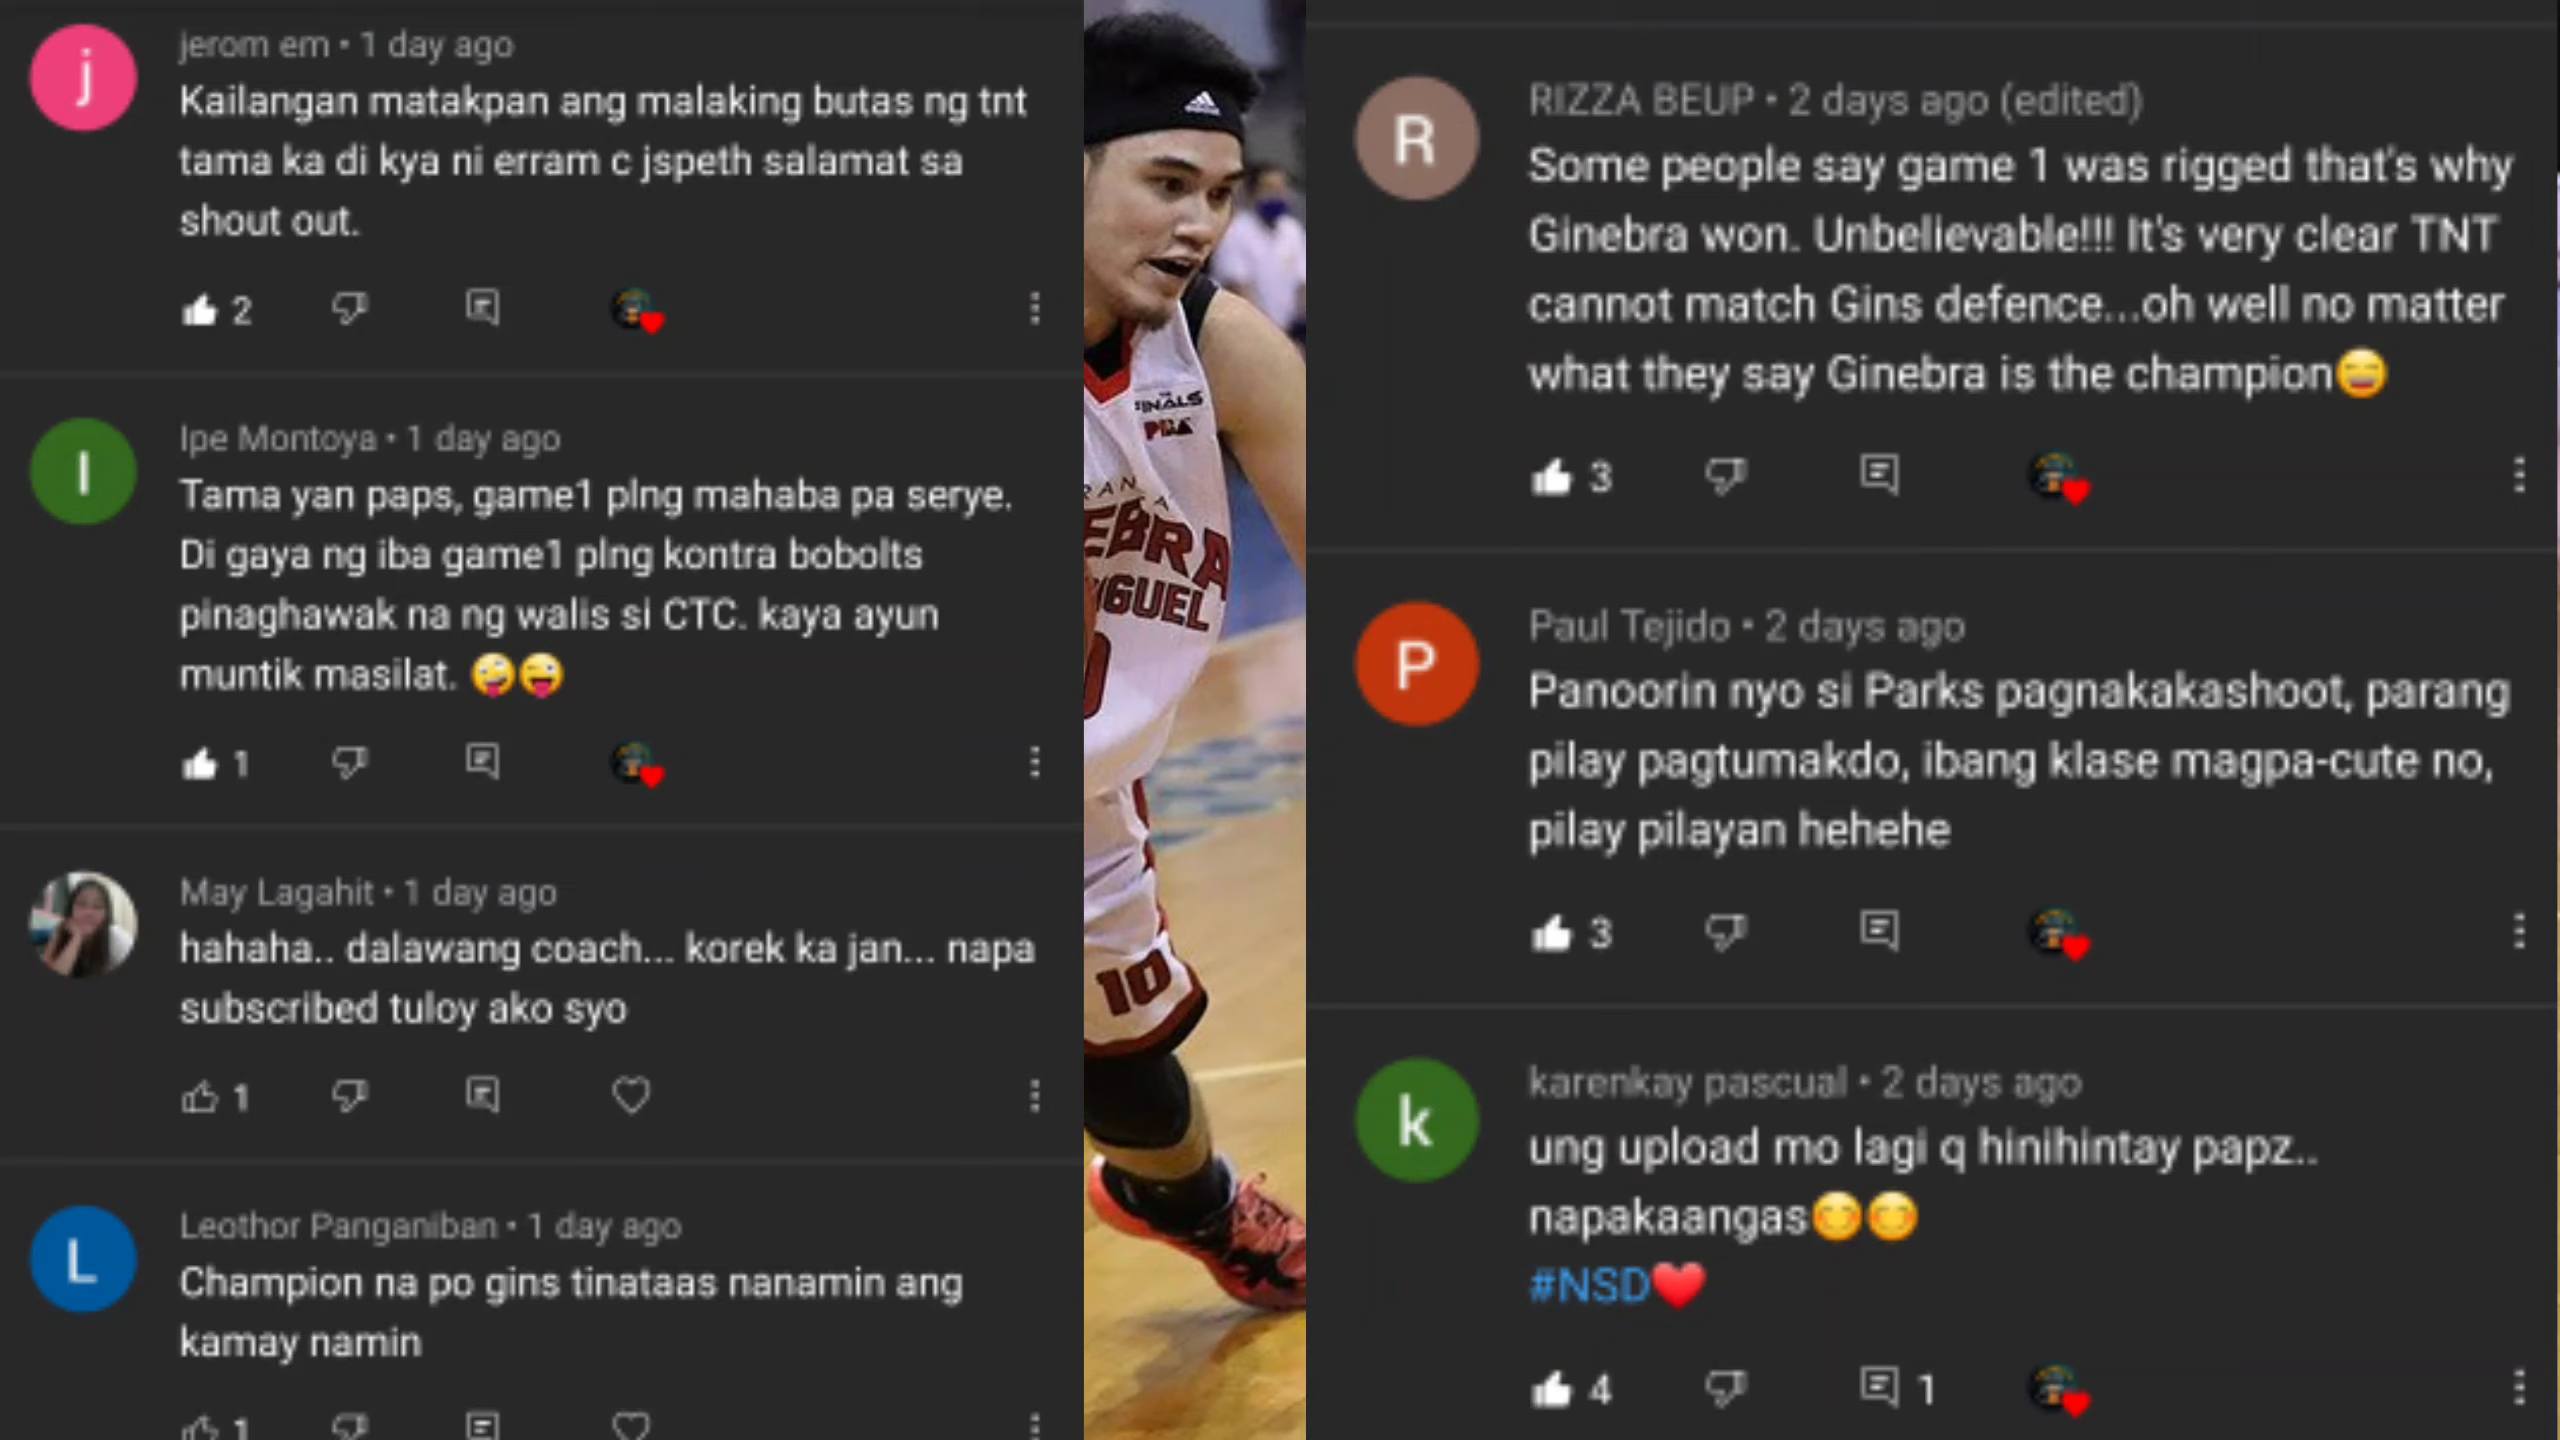 jerom em • 1 day ago
Kailangan matakpan ang malaking butas ng tnt
tama ka di kya ni erram c jspeth salamat sa
shout out.
2
Ipe Montoya • 1 day ago
Tama yan paps, game1 plng mahaba pa serye.
Di gaya ng iba game1 plng kontra bobolts
pinaghawak na ng walis si CTC. kaya ayun
muntik masilat. 🤪😜
1
May Lagahit • 1 day ago
hahaha.. dalawang coach... korek ka jan... napa
subscribed tuloy ako syo
1
Leothor Panganiban • 1 day ago
Champion na po gins tinataas nanamin ang
kamay namin
1
FINALS
PBA
RAN
EBRA
IGUEL
10
RIZZA BEUP • 2 days ago (edited)
Some people say game 1 was rigged that's why
Ginebra won. Unbelievable!!! It's very clear TNT
cannot match Gins defence...oh well no matter
what they say Ginebra is the champion😄
3
Paul Tejido • 2 days ago
Panoorin nyo si Parks pagnakakashoot, parang
pilay pagtumakdo, ibang klase magpa-cute no,
pilay pilayan hehehe
3
karenkay pascual • 2 days ago
ung upload mo lagi q hinihintay papz..
napakaangas😊😊
#NSD❤️
4 1